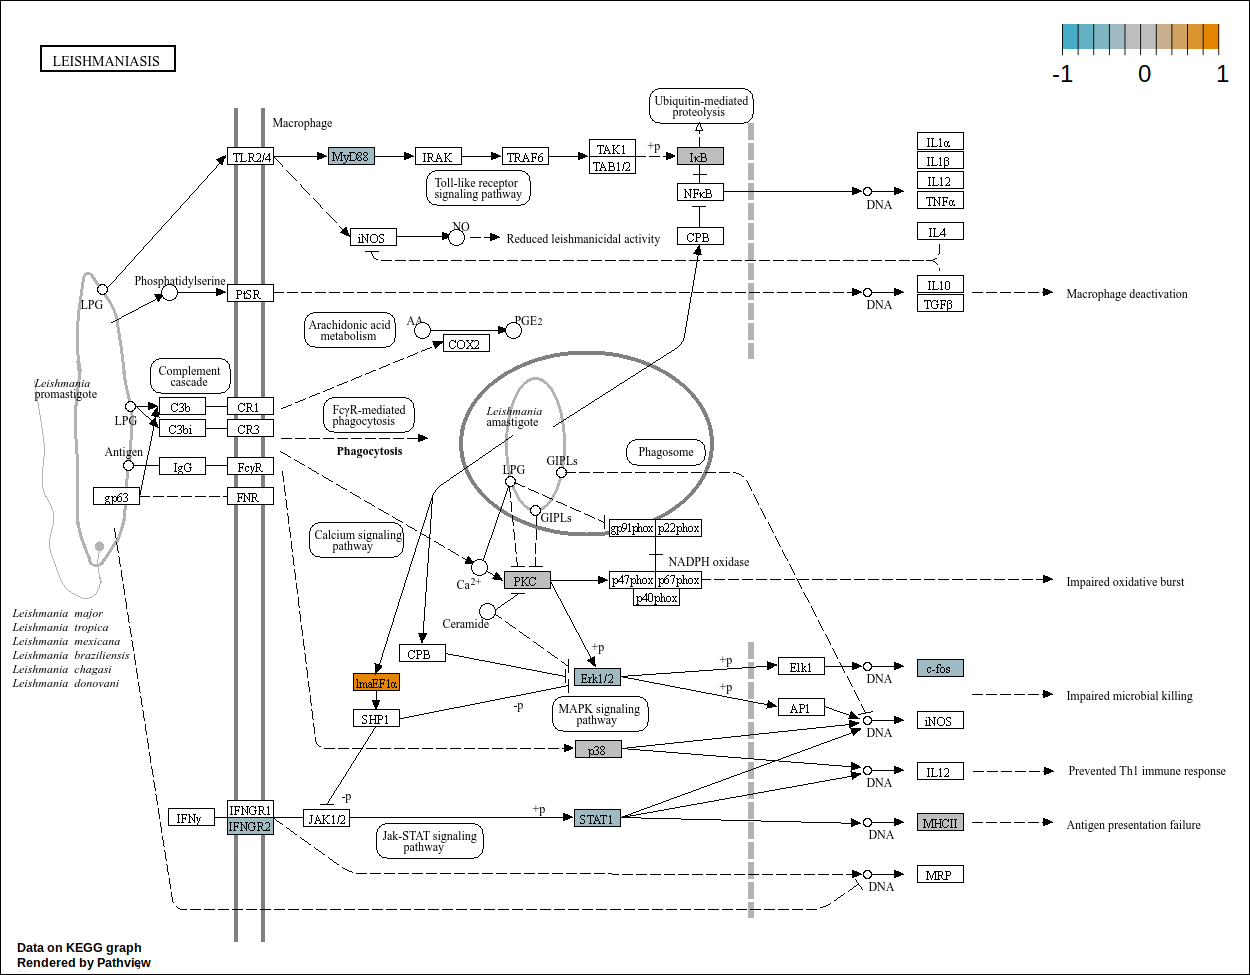 LEISHMANIASIS
-1 0 1
Macrophage
Ubiquitin-mediated
proteolysis
TLR2/4
MyD88
IRAK
TRAF6
TAK1
TAB1/2
+p
IκB
NFκB
CPB
DNA
IL1α
IL1β
IL12
TNFα
Toll-like receptor
signaling pathway
iNOS
NO
Reduced leishmanicidal activity
IL4
Phosphatidylserine
LPG
PtSR
DNA
IL10
TGFβ
Macrophage deactivation
Arachidonic acid
metabolism
AA
PGE2
COX2
Complement
cascade
Leishmania
promastigote
LPG
C3b
CR1
C3bi
CR3
FcγR-mediated
phagocytosis
Phagocytosis
Antigen
IgG
FcγR
gp63
FNR
Leishmania
amastigote
LPG
GIPLs
GIPLs
Phagosome
Calcium signaling
pathway
gp91phox
p22phox
NADPH oxidase
p47phox
p67phox
p40phox
Impaired oxidative burst
Ca2+
PKC
Ceramide
Leishmania major
Leishmania tropica
Leishmania mexicana
Leishmania braziliensis
Leishmania chagasi
Leishmania donovani
CPB
+p
lmaEF1α
Erk1/2
+p
+p
Elk1
DNA
c-fos
SHP1
-p
MAPK signaling
pathway
AP1
DNA
iNOS
Impaired microbial killing
p38
DNA
IL12
Prevented Th1 immune response
IFNγ
IFNGR1
IFNGR2
-p
JAK1/2
+p
STAT1
DNA
MHCII
Antigen presentation failure
Jak-STAT signaling
pathway
DNA
MRP
Data on KEGG graph
Rendered by Pathview